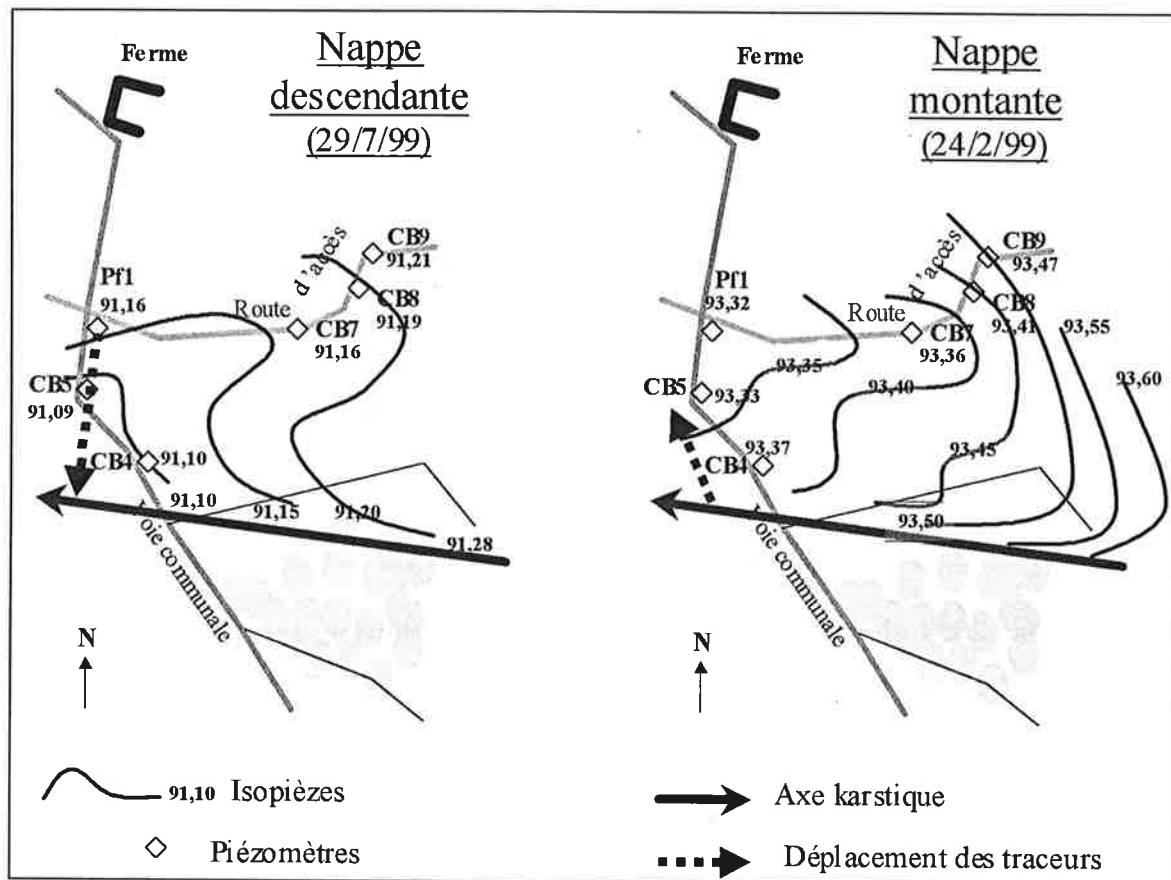 Ferme
Nappe
descendante
(29/7/99)
CB9
91,21
d'accès
CB8
91,19
Pf1
91,16
Route
CB7
91,16
CB5
91,09
CB4
91,10
91,10
91,15
91,20
91,28
Voie communale
N
Ferme
Nappe
montante
(24/2/99)
CB9
93,47
d'accès
CB8
93,41
Pf1
93,32
Route
CB7
93,36
93,55
93,35
93,60
CB5
93,33
93,40
93,37
CB4
93,45
93,50
Voie communale
N
91,10 Isopièzes
Axe karstique
Piézomètres
Déplacement des traceurs